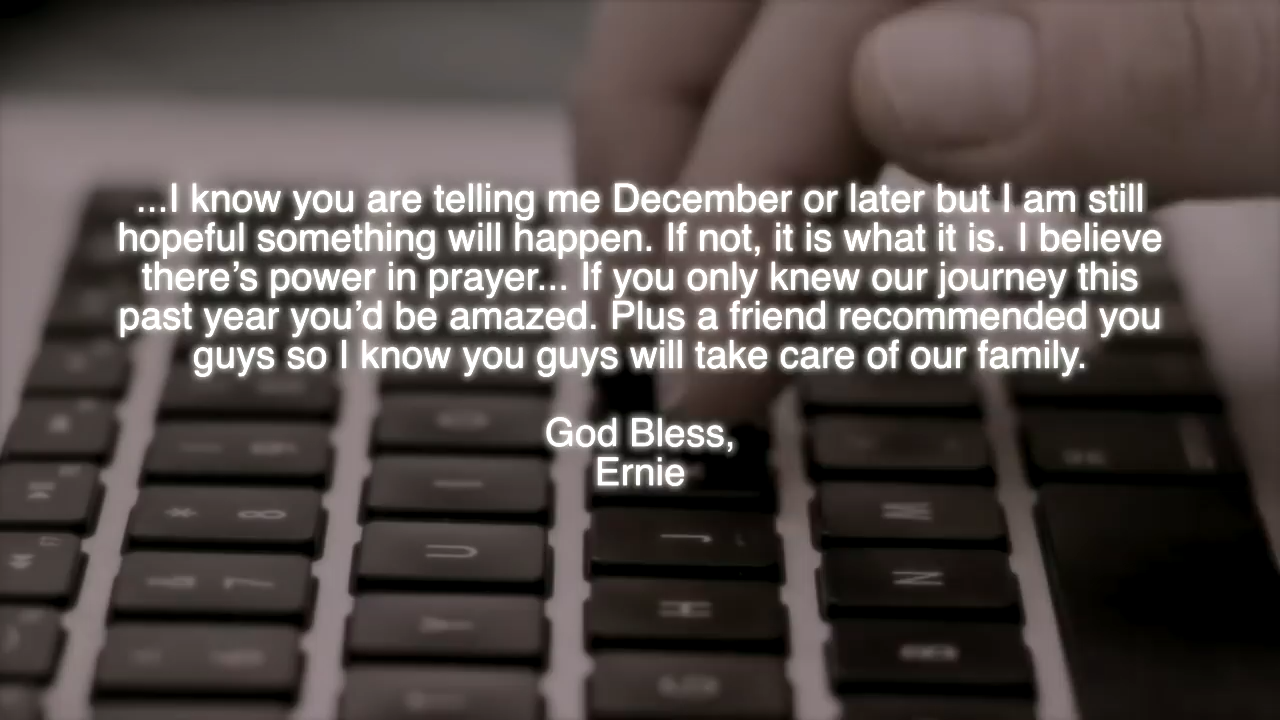 ...I know you are telling me December or later but I am still
hopeful something will happen. If not, it is what it is. I believe
there’s power in prayer... If you only knew our journey this
past year you’d be amazed. Plus a friend recommended you
guys so I know you guys will take care of our family.
God Bless,
Ernie
* 8
7
U
Y
J
H
M
N
B